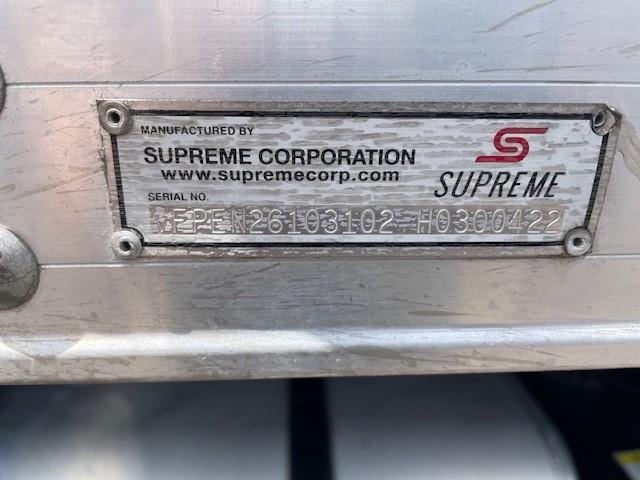 MANUFACTURED BY
SUPREME CORPORATION
www.supremecorp.com
SUPREME
SERIAL NO.
H0300422